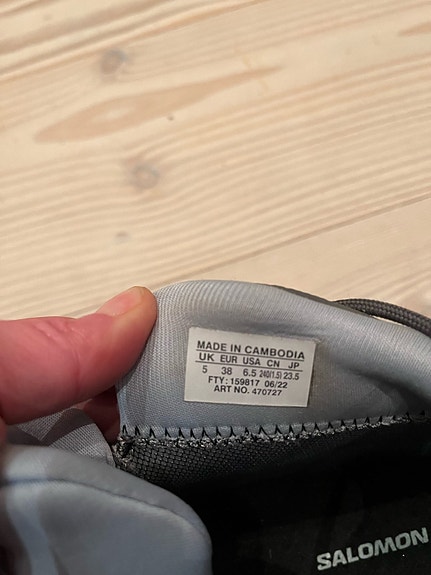 MADE IN CAMBODIA
UK EUR USA CN JP
5 38 6.5 240(1.5) 23.5
FTY: 159817 06/22
ART NO. 470727
SALOMON